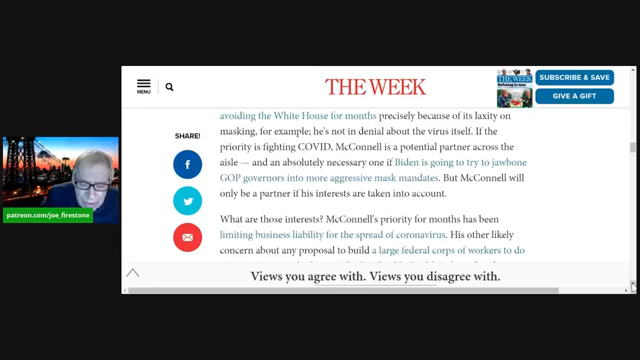 MENU
THE WEEK
SUBSCRIBE & SAVE
GIVE A GIFT
THE WEEK
avoiding the White House for months precisely because of its laxity on
masking, for example; he's not in denial about the virus itself. If the
priority is fighting COVID, McConnell is a potential partner across the
aisle — and an absolutely necessary one if Biden is going to try to jawbone
GOP governors into more aggressive mask mandates. But McConnell will
only be a partner if his interests are taken into account.
SHARE!
What are those interests? McConnell's priority for months has been
limiting business liability for the spread of coronavirus. His other likely
concern about any proposal to build a large federal corps of workers to do
Views you agree with. Views you disagree with.
patreon.com/joe_firestone